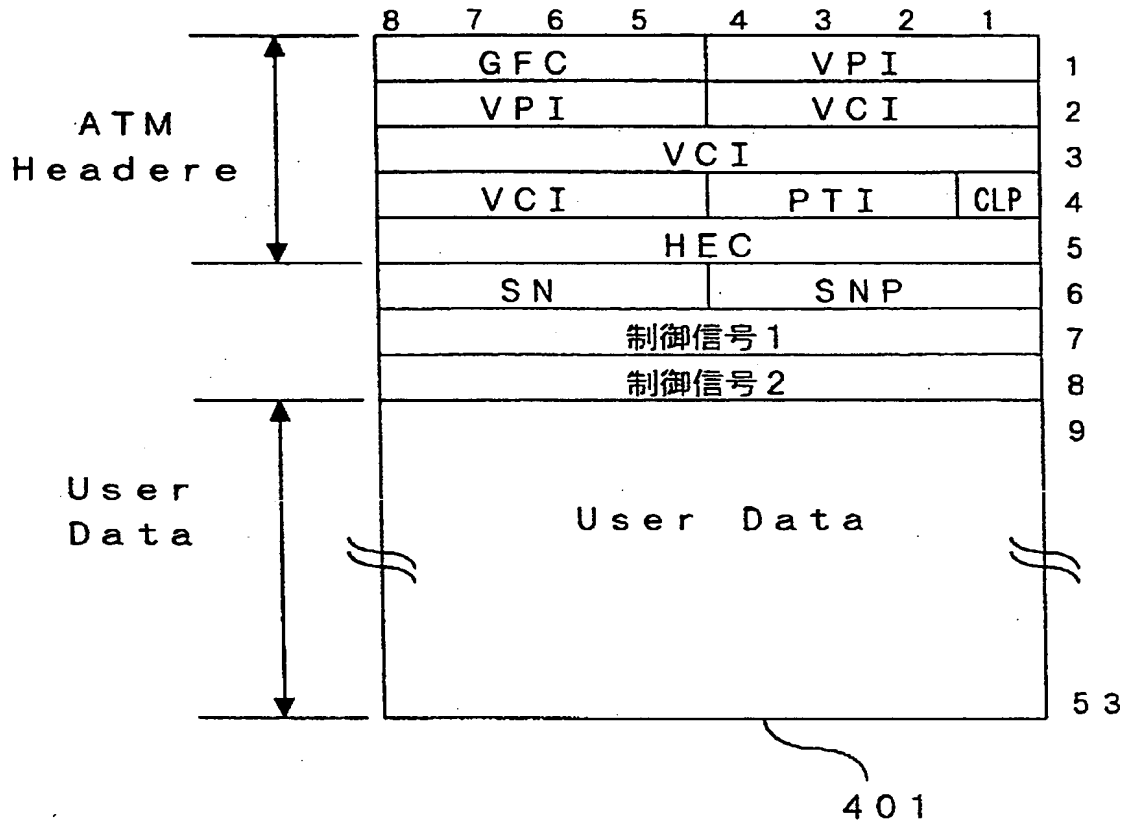 8 7 6 5 4 3 2 1
GFC VPI 1
VPI VCI 2
ATM
Headere
VCI 3
VCI PTI CLP 4
HEC 5
SN SNP 6
制御信号1 7
制御信号2 8
9
User
Data
User Data
53
401